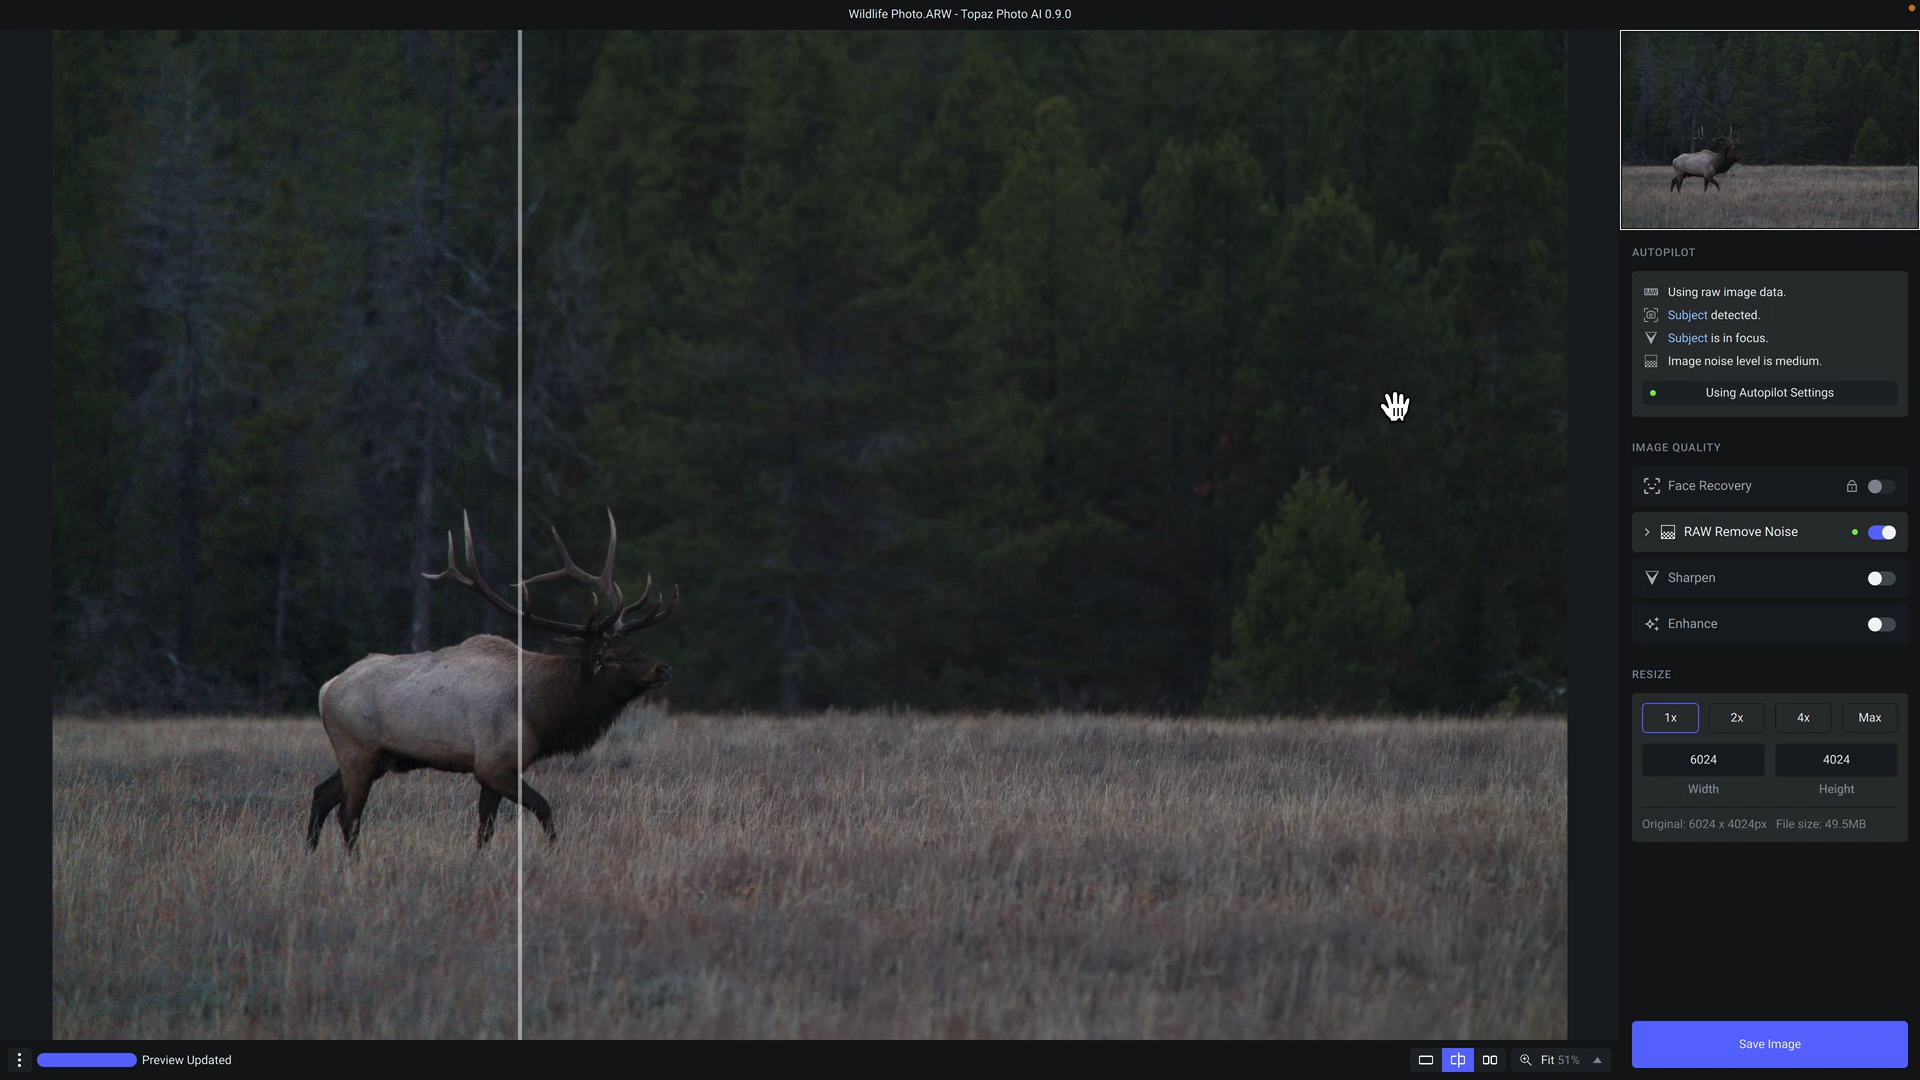 Wildlife Photo.ARW - Topaz Photo AI 0.9.0
AUTOPILOT
RAW Using raw image data.
Subject detected.
Subject is in focus.
Image noise level is medium.
Using Autopilot Settings
IMAGE QUALITY
Face Recovery
RAW Remove Noise
Sharpen
Enhance
RESIZE
1x 2x 4x Max
6024 4024
Width Height
Original: 6024 x 4024px File size: 49.5MB
Save Image
Preview Updated
Fit 51%